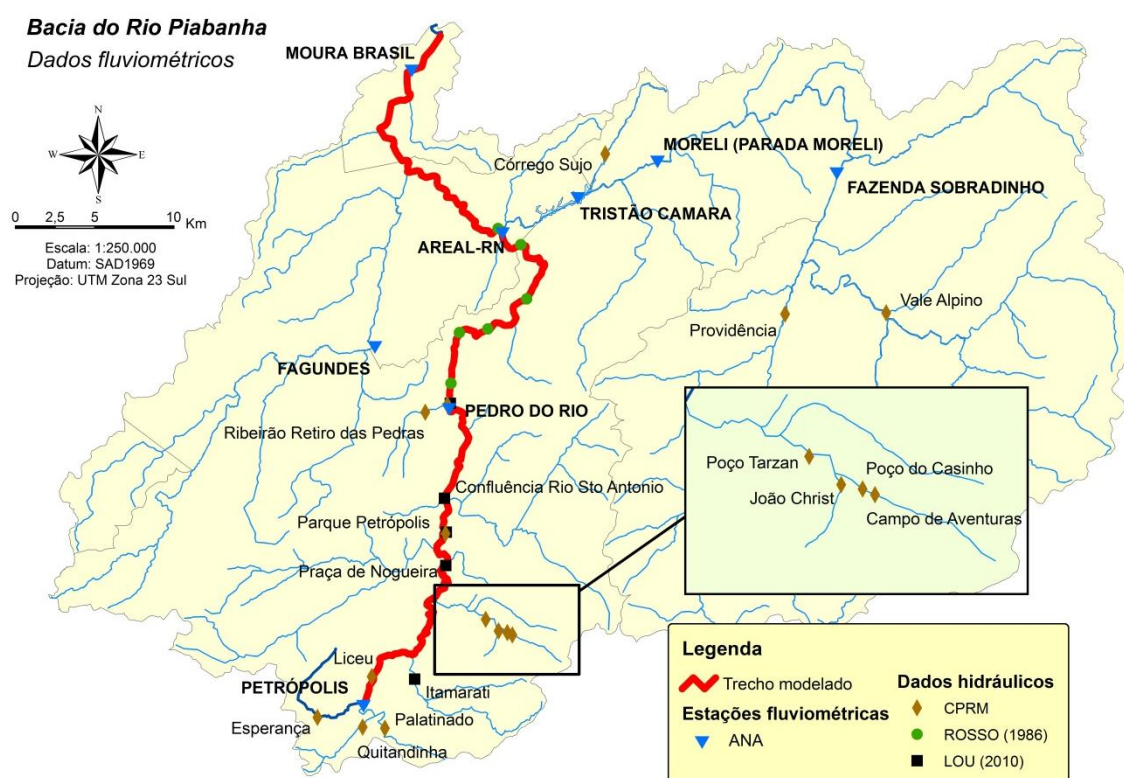 Bacia do Rio Piabanha
Dados fluviométricos
N
W E
S
0 2,5 5 10
Km
Escala: 1:250.000
Datum: SAD1969
Projeção: UTM Zona 23 Sul
MOURA BRASIL
Córrego Sujo
MORELI (PARADA MORELI)
FAZENDA SOBRADINHO
TRISTÃO CAMARA
AREAL-RN
Vale Alpino
Providência
FAGUNDES
PEDRO DO RIO
Ribeirão Retiro das Pedras
Poço Tarzan
Poço do Casinho
João Christ
Campo de Aventuras
Confluência Rio Sto Antonio
Parque Petrópolis
Praça de Nogueira
Liceu
PETRÓPOLIS
Itamarati
Esperança
Palatinado
Quitandinha
Legenda
Trecho modelado
Estações fluviométricas
ANA
Dados hidráulicos
CPRM
ROSSO (1986)
LOU (2010)